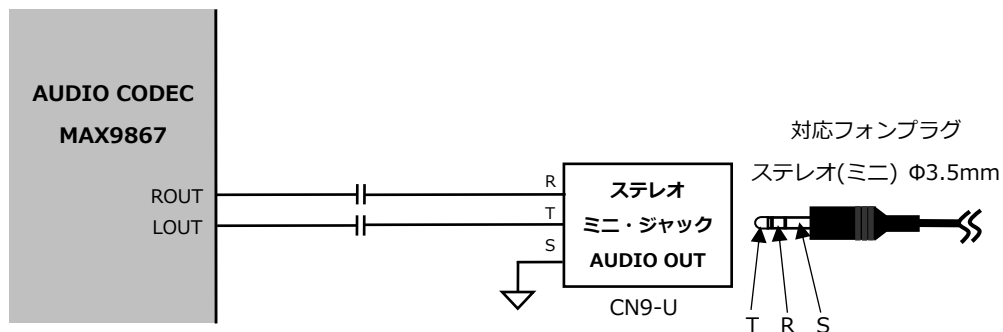 AUDIO CODEC
MAX9867
ROUT
LOUT
R
T
S
ステレオ
ミニ・ジャック
AUDIO OUT
CN9-U
対応フォンプラグ
ステレオ(ミニ) Φ3.5mm
T R S